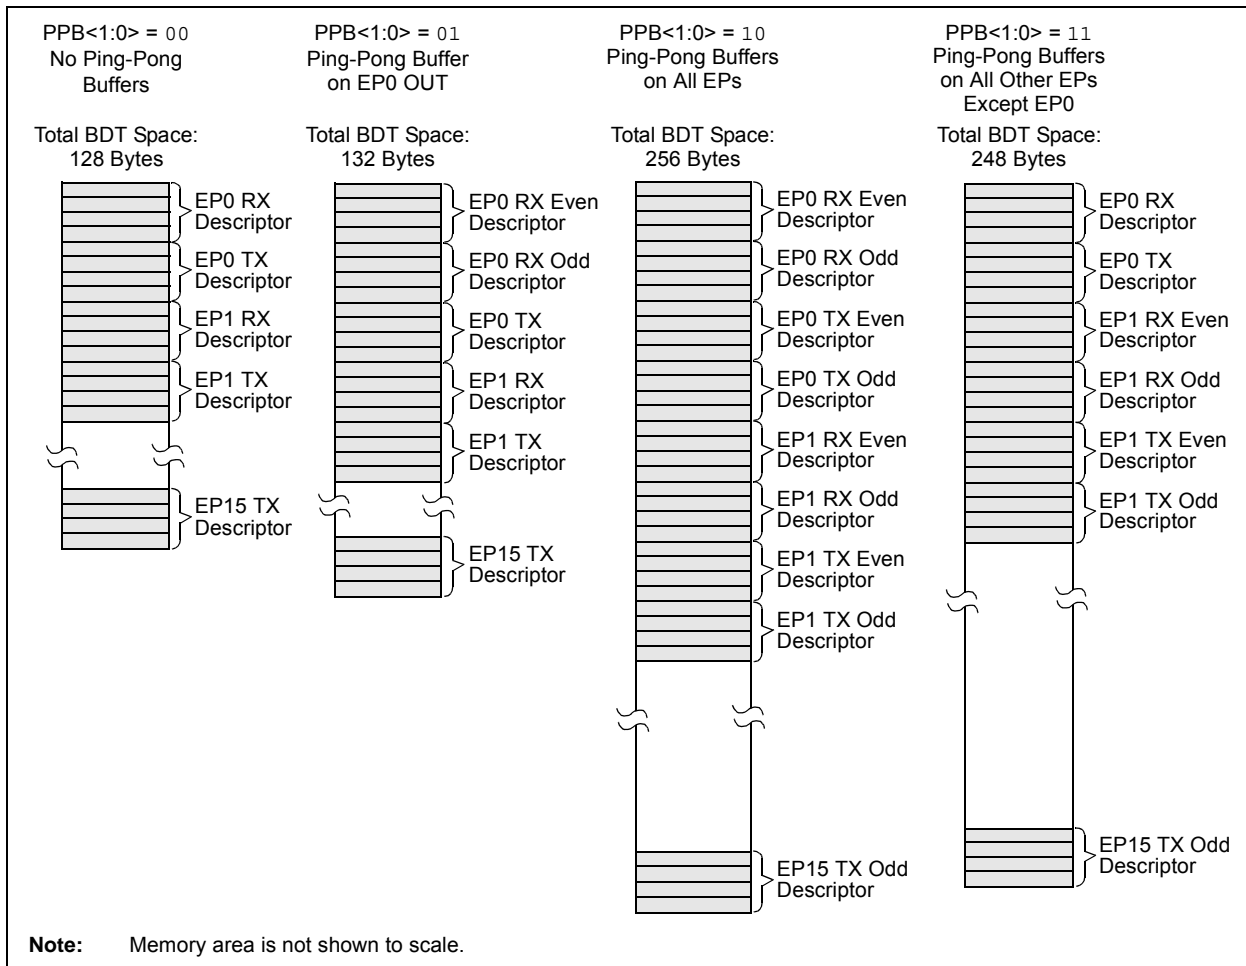 PPB<1:0> = 00
No Ping-Pong
Buffers
Total BDT Space:
128 Bytes
EP0 RX
Descriptor
EP0 TX
Descriptor
EP1 RX
Descriptor
EP1 TX
Descriptor
EP15 TX
Descriptor
PPB<1:0> = 01
Ping-Pong Buffer
on EP0 OUT
Total BDT Space:
132 Bytes
EP0 RX Even
Descriptor
EP0 RX Odd
Descriptor
EP0 TX
Descriptor
EP1 RX
Descriptor
EP1 TX
Descriptor
EP15 TX
Descriptor
PPB<1:0> = 10
Ping-Pong Buffers
on All EPs
Total BDT Space:
256 Bytes
EP0 RX Even
Descriptor
EP0 RX Odd
Descriptor
EP0 TX Even
Descriptor
EP0 TX Odd
Descriptor
EP1 RX Even
Descriptor
EP1 RX Odd
Descriptor
EP1 TX Even
Descriptor
EP1 TX Odd
Descriptor
EP15 TX Odd
Descriptor
PPB<1:0> = 11
Ping-Pong Buffers
on All Other EPs
Except EP0
Total BDT Space:
248 Bytes
EP0 RX
Descriptor
EP0 TX
Descriptor
EP1 RX Even
Descriptor
EP1 RX Odd
Descriptor
EP1 TX Even
Descriptor
EP1 TX Odd
Descriptor
EP15 TX Odd
Descriptor
Note: Memory area is not shown to scale.